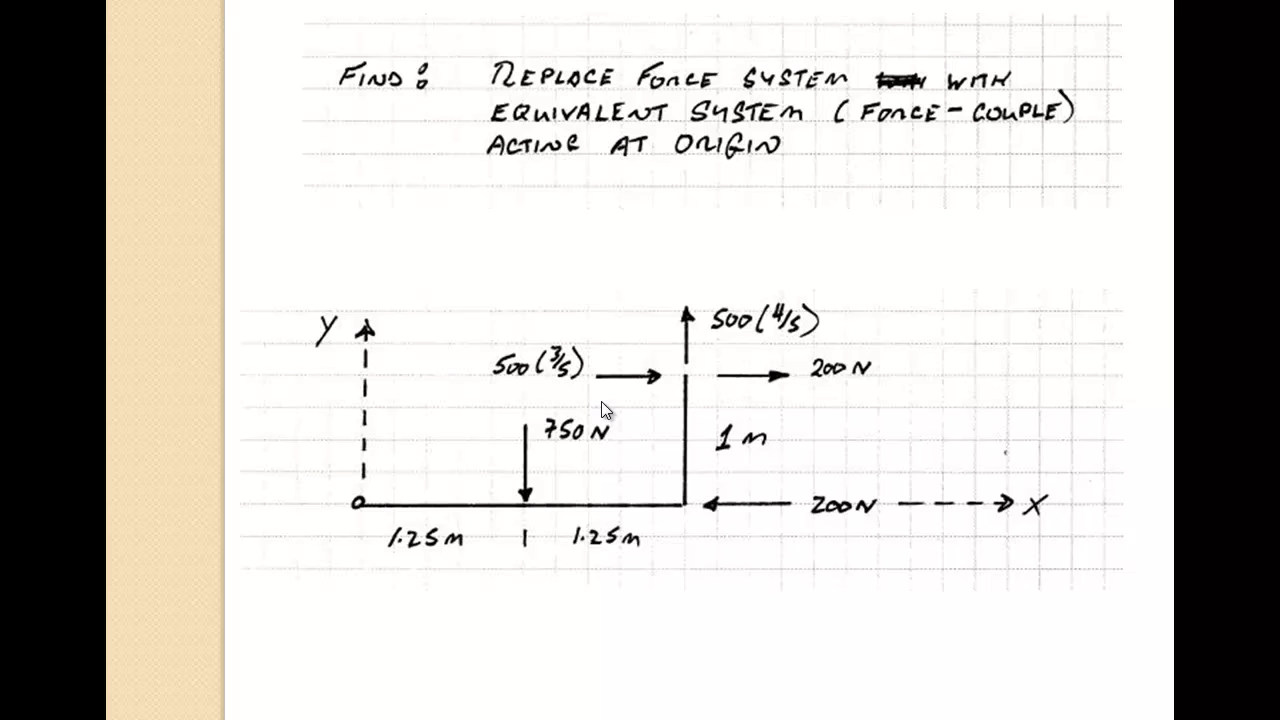 FIND: REPLACE FORCE SYSTEM WITH
EQUIVALENT SYSTEM (FORCE-COUPLE)
ACTING AT ORIGIN
Y
500(4/5)
500(3/5)
200 N
750 N
1 m
200 N
X
1.25 m
1.25 m